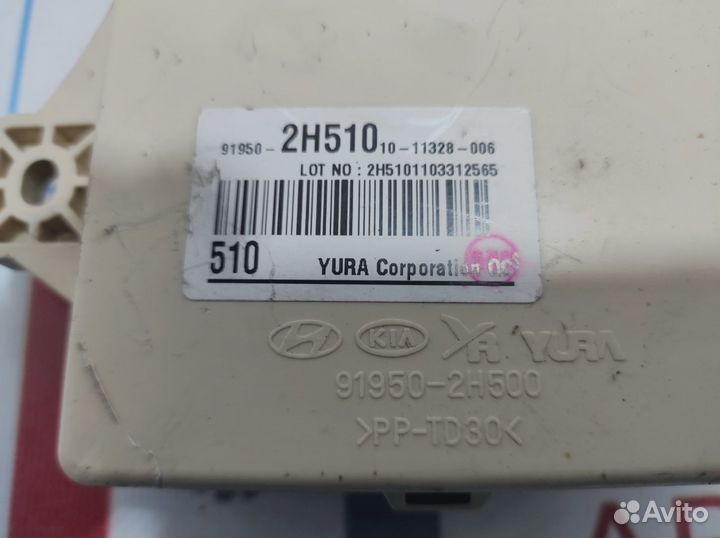 91950- 2H510 10-11328-006
LOT NO : 2H5101103312565
510 YURA Corporation
KIA YURA
91950-2H500
>PP-TD30<
Avito